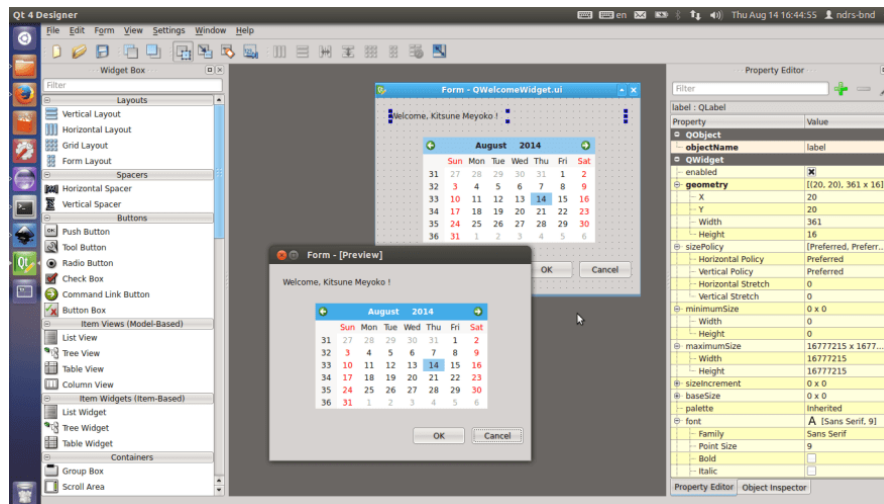 Qt 4 Designer
en
Thu Aug 14 16:44:55
ndrs-bnd
File Edit Form View Settings Window Help
Widget Box
Filter
Layouts
Vertical Layout
Horizontal Layout
Grid Layout
Form Layout
Spacers
Horizontal Spacer
Vertical Spacer
Buttons
Push Button
Tool Button
Radio Button
Check Box
Command Link Button
Button Box
Item Views (Model-Based)
List View
Tree View
Table View
Column View
Item Widgets (Item-Based)
List Widget
Tree Widget
Table Widget
Containers
Group Box
Scroll Area
Form - QWelcomeWidget.ui
Welcome, Kitsune Meyoko !
August 2014
Sun Mon Tue Wed Thu Fri Sat
31 27 28 29 30 31 1 2
32 3 4 5 6 7 8 9
33 10 11 12 13 14 15 16
34 17 18 19 20 21 22 23
35 24 25 26 27 28 29 30
36 31 1 2 3 4 5 6
OK Cancel
Form - [Preview]
Welcome, Kitsune Meyoko !
August 2014
Sun Mon Tue Wed Thu Fri Sat
31 27 28 29 30 31 1 2
32 3 4 5 6 7 8 9
33 10 11 12 13 14 15 16
34 17 18 19 20 21 22 23
35 24 25 26 27 28 29 30
36 31 1 2 3 4 5 6
OK Cancel
Property Editor
Filter
label : QLabel
Property Value
QObject
objectName label
QWidget
enabled
geometry [(20, 20), 361 x 16]
X 20
Y 20
Width 361
Height 16
sizePolicy [Preferred, Preferr...
Horizontal Policy Preferred
Vertical Policy Preferred
Horizontal Stretch 0
Vertical Stretch 0
minimumSize 0 x 0
Width 0
Height 0
maximumSize 16777215 x 1677...
Width 16777215
Height 16777215
sizeIncrement 0 x 0
baseSize 0 x 0
palette Inherited
font A [Sans Serif, 9]
Family Sans Serif
Point Size 9
Bold
Italic
Property Editor Object Inspector